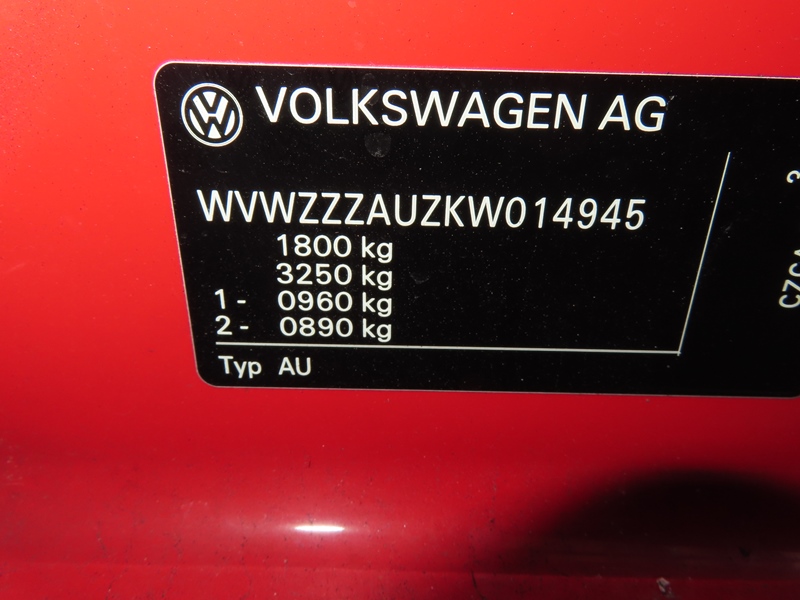 VOLKSWAGEN AG
WVWZZZAUZKW014945
1800 kg
3250 kg
1 - 0960 kg
2 - 0890 kg
Typ AU